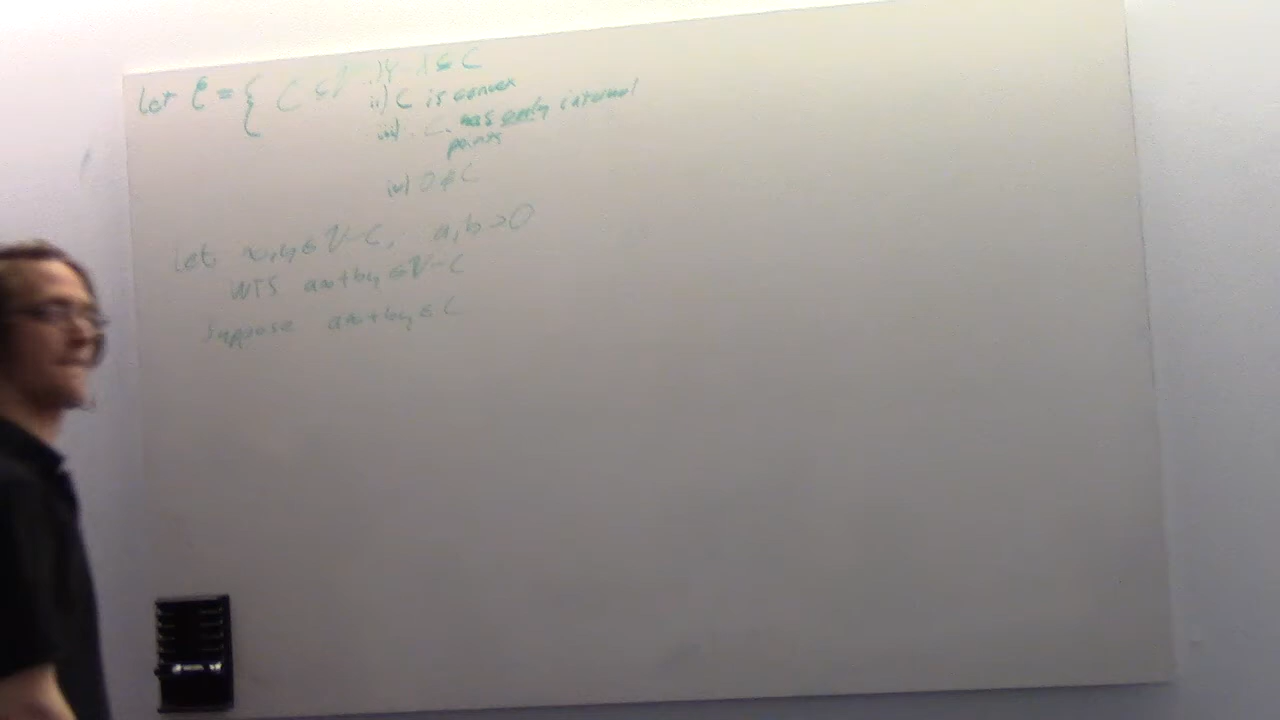 Let 𝒞 = { C ⊆ V i) Y - X ⊆ C
ii) C is convex
iii) C has only internal
points
iv) 0 ∉ C
Let x, y ∈ V - C, a, b > 0
WTS ax + by ∈ V - C
Suppose ax + by ∈ C